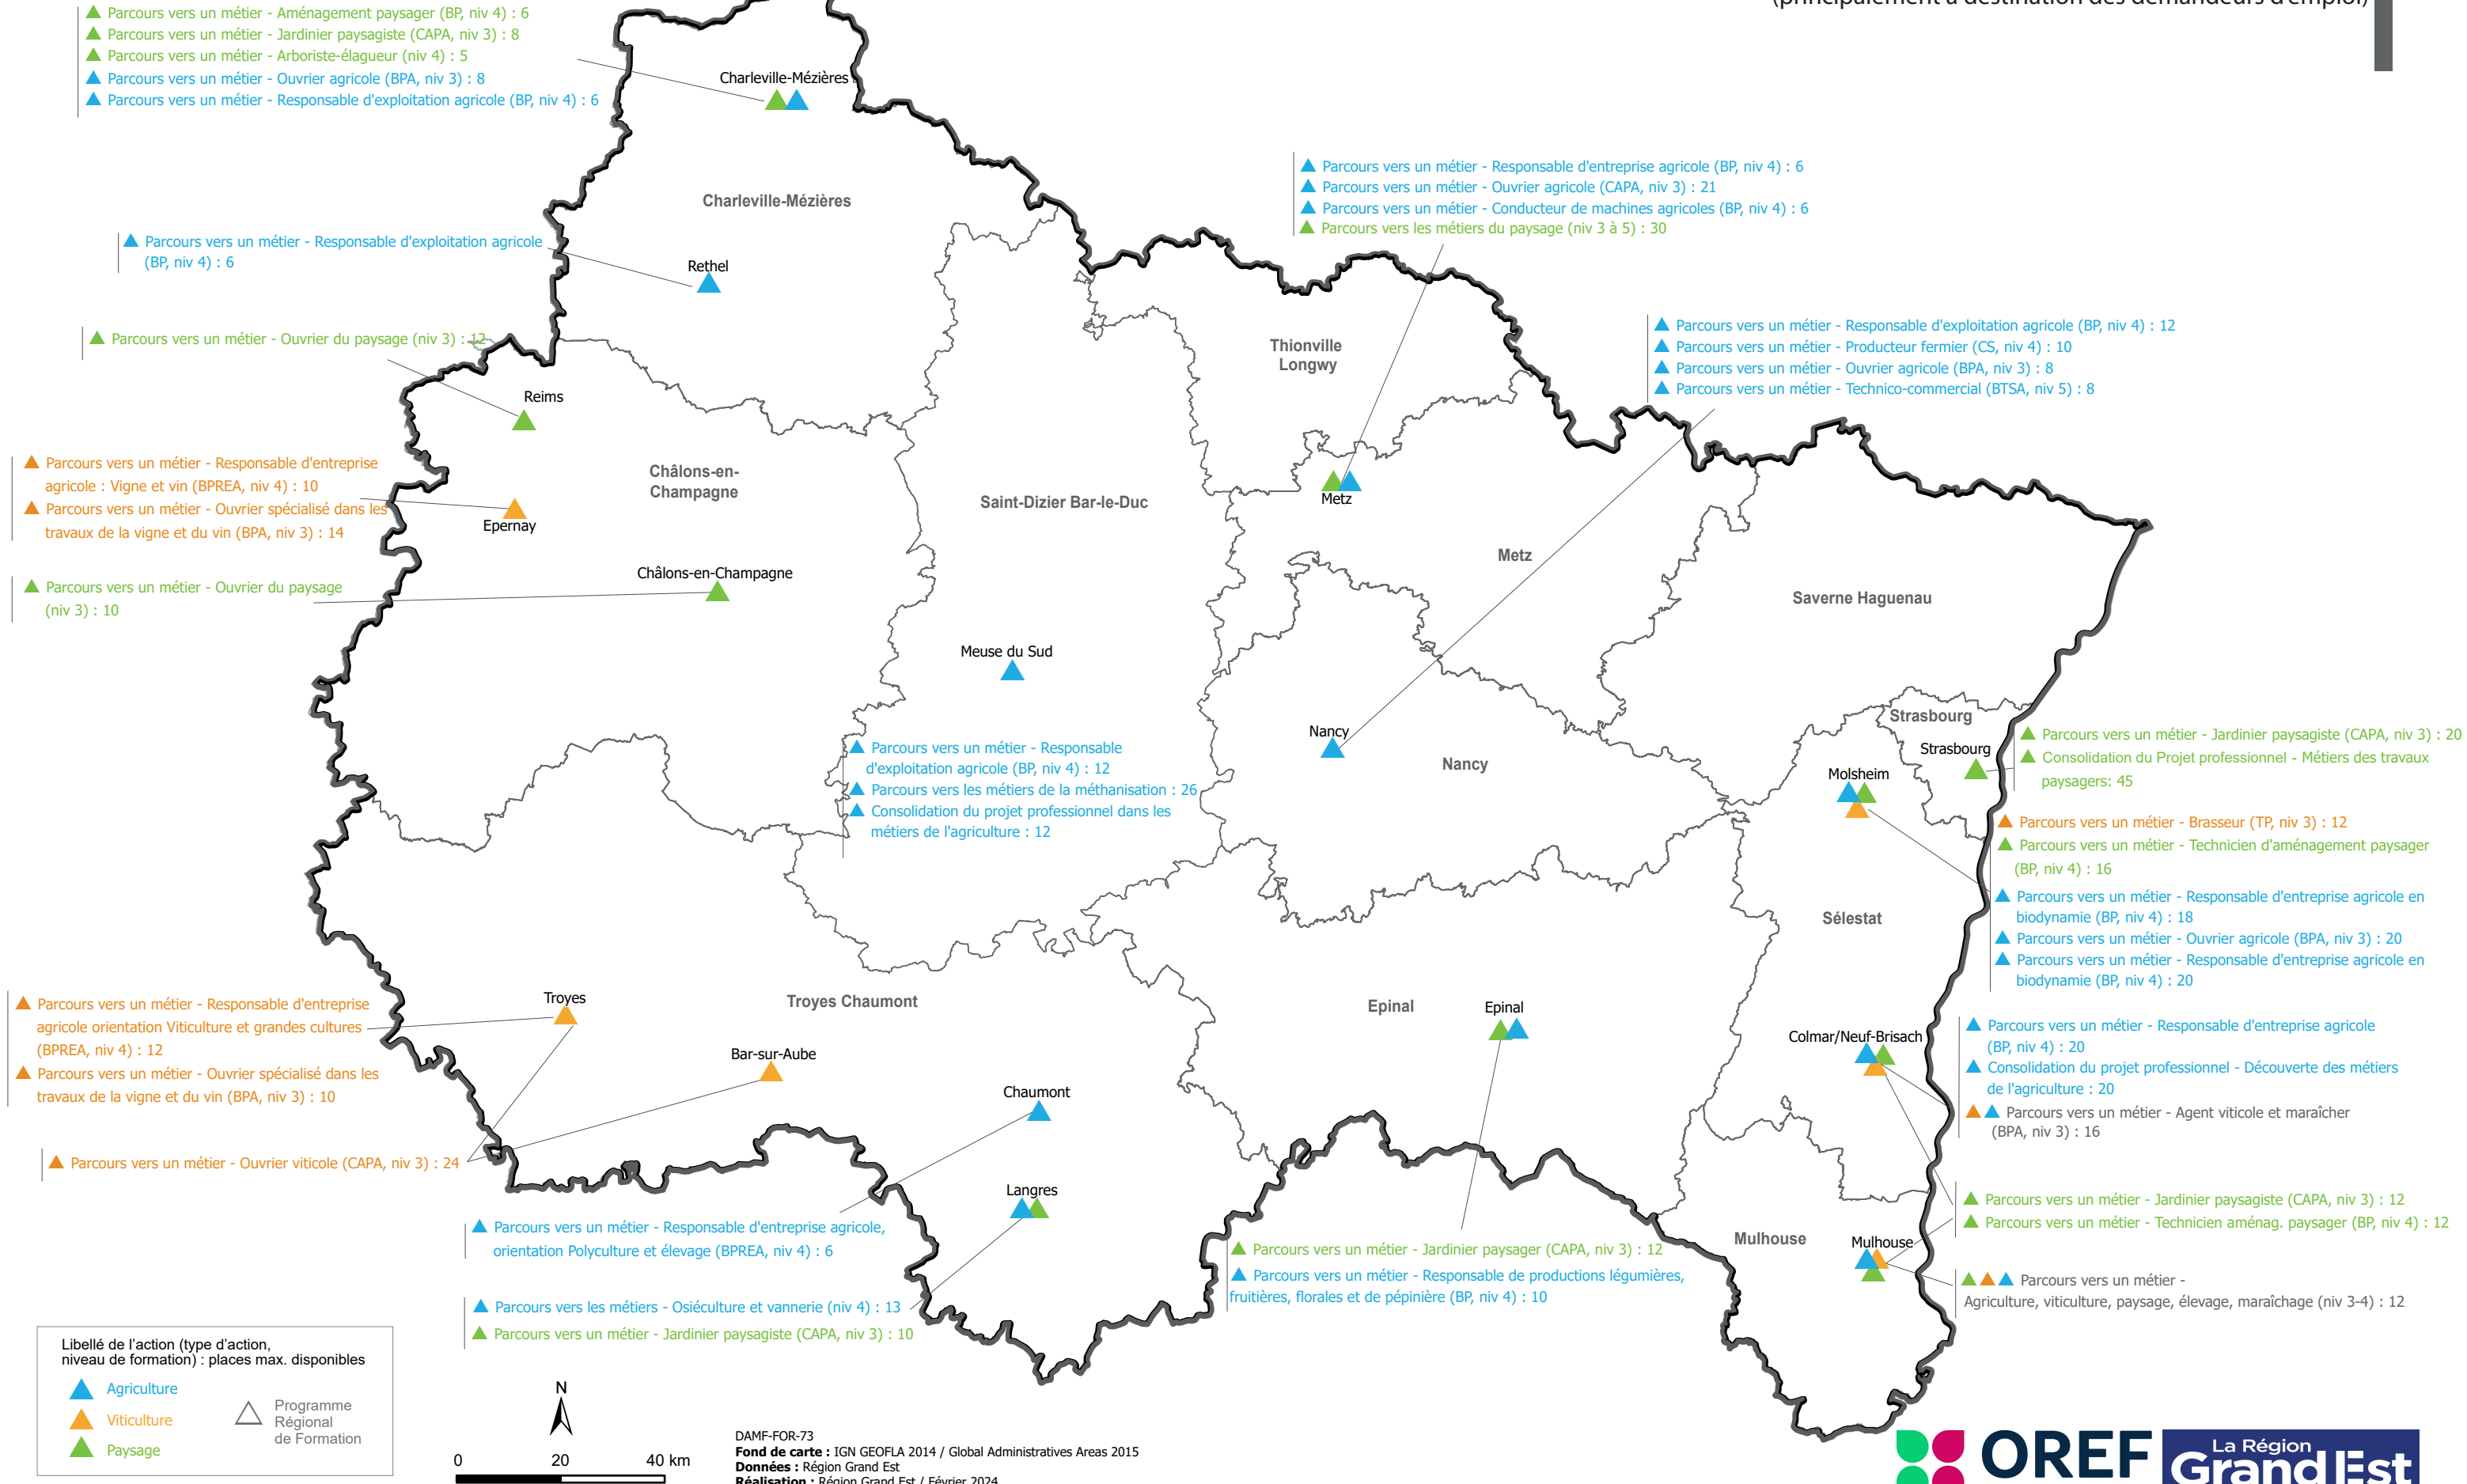 (principalement à destination des demandeurs d'emploi)
Parcours vers un métier - Aménagement paysager (BP, niv 4) : 6
Parcours vers un métier - Jardinier paysagiste (CAPA, niv 3) : 8
Parcours vers un métier - Arboriste-élagueur (niv 4) : 5
Parcours vers un métier - Ouvrier agricole (BPA, niv 3) : 8
Parcours vers un métier - Responsable d'exploitation agricole (BP, niv 4) : 6
Charleville-Mézières
Charleville-Mézières
Parcours vers un métier - Responsable d'entreprise agricole (BP, niv 4) : 6
Parcours vers un métier - Ouvrier agricole (CAPA, niv 3) : 21
Parcours vers un métier - Conducteur de machines agricoles (BP, niv 4) : 6
Parcours vers les métiers du paysage (niv 3 à 5) : 30
Parcours vers un métier - Responsable d'exploitation agricole
(BP, niv 4) : 6
Rethel
Parcours vers un métier - Ouvrier du paysage (niv 3) : 12
Reims
Thionville
Longwy
Parcours vers un métier - Responsable d'exploitation agricole (BP, niv 4) : 12
Parcours vers un métier - Producteur fermier (CS, niv 4) : 10
Parcours vers un métier - Ouvrier agricole (BPA, niv 3) : 8
Parcours vers un métier - Technico-commercial (BTSA, niv 5) : 8
Parcours vers un métier - Responsable d'entreprise
agricole : Vigne et vin (BPREA, niv 4) : 10
Parcours vers un métier - Ouvrier spécialisé dans les
travaux de la vigne et du vin (BPA, niv 3) : 14
Epernay
Châlons-en-
Champagne
Saint-Dizier Bar-le-Duc
Metz
Metz
Parcours vers un métier - Ouvrier du paysage
(niv 3) : 10
Châlons-en-Champagne
Saverne Haguenau
Meuse du Sud
Parcours vers un métier - Responsable
d'exploitation agricole (BP, niv 4) : 12
Parcours vers les métiers de la méthanisation : 26
Consolidation du projet professionnel dans les
métiers de l'agriculture : 12
Nancy
Nancy
Strasbourg
Strasbourg
Molsheim
Parcours vers un métier - Jardinier paysagiste (CAPA, niv 3) : 20
Consolidation du Projet professionnel - Métiers des travaux
paysagers: 45
Parcours vers un métier - Brasseur (TP, niv 3) : 12
Parcours vers un métier - Technicien d'aménagement paysager
(BP, niv 4) : 16
Parcours vers un métier - Responsable d'entreprise agricole en
biodynamie (BP, niv 4) : 18
Parcours vers un métier - Ouvrier agricole (BPA, niv 3) : 20
Parcours vers un métier - Responsable d'entreprise agricole en
biodynamie (BP, niv 4) : 20
Sélestat
Parcours vers un métier - Responsable d'entreprise
agricole orientation Viticulture et grandes cultures
(BPREA, niv 4) : 12
Parcours vers un métier - Ouvrier spécialisé dans les
travaux de la vigne et du vin (BPA, niv 3) : 10
Troyes
Troyes Chaumont
Bar-sur-Aube
Chaumont
Epinal
Epinal
Colmar/Neuf-Brisach
Parcours vers un métier - Responsable d'entreprise agricole
(BP, niv 4) : 20
Consolidation du projet professionnel - Découverte des métiers
de l'agriculture : 20
Parcours vers un métier - Agent viticole et maraîcher
(BPA, niv 3) : 16
Parcours vers un métier - Ouvrier viticole (CAPA, niv 3) : 24
Langres
Parcours vers un métier - Jardinier paysagiste (CAPA, niv 3) : 12
Parcours vers un métier - Technicien aménag. paysager (BP, niv 4) : 12
Parcours vers un métier - Responsable d'entreprise agricole,
orientation Polyculture et élevage (BPREA, niv 4) : 6
Mulhouse
Mulhouse
Parcours vers un métier - Jardinier paysager (CAPA, niv 3) : 12
Parcours vers un métier - Responsable de productions légumières,
fruitières, florales et de pépinière (BP, niv 4) : 10
Parcours vers un métier -
Agriculture, viticulture, paysage, élevage, maraîchage (niv 3-4) : 12
Parcours vers les métiers - Osiéculture et vannerie (niv 4) : 13
Parcours vers un métier - Jardinier paysagiste (CAPA, niv 3) : 10
Libellé de l'action (type d'action,
niveau de formation) : places max. disponibles
Agriculture
Viticulture
Paysage
Programme
Régional
de Formation
N
0 20 40 km
DAMF-FOR-73
Fond de carte : IGN GEOFLA 2014 / Global Administratives Areas 2015
Données : Région Grand Est
Réalisation : Région Grand Est / Février 2024
OREF
La Région
Grand Est